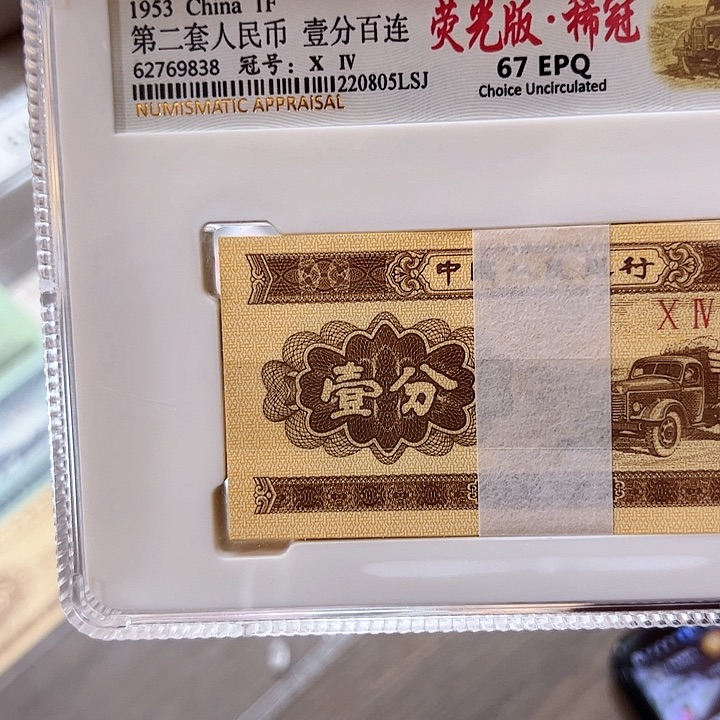 1953 China 1F
第二套人民币 壹分百连
荧光版·稀冠
62769838 冠号：X Ⅳ
67 EPQ
220805LSJ
Choice Uncirculated
NUMISMATIC APPRAISAL
中 行
X Ⅳ
壹分